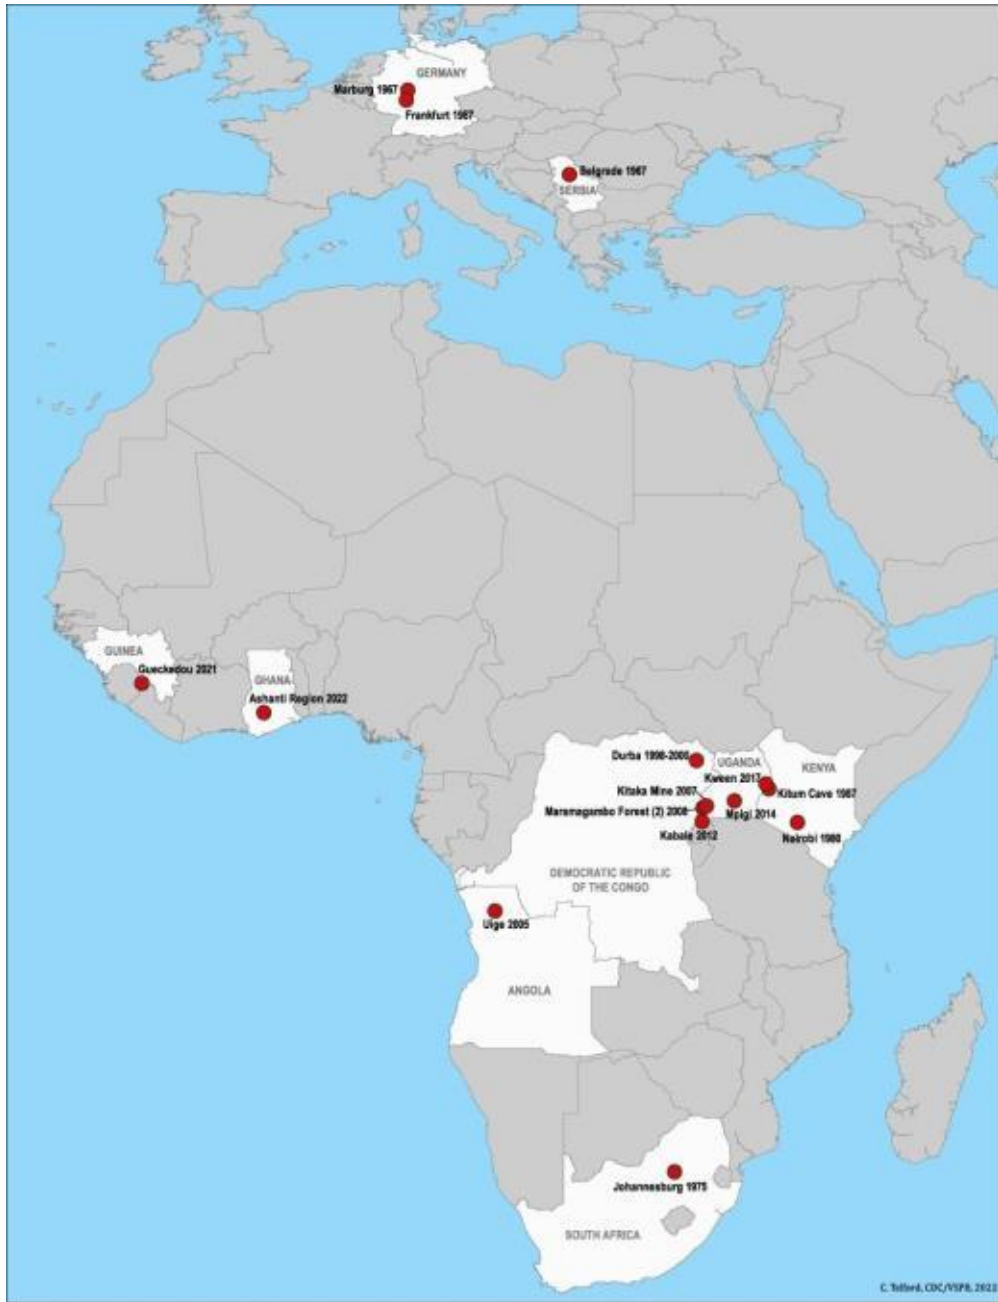 GERMANY
Marburg 1967
Frankfurt 1967
Belgrade 1967
SERBIA
GUINEA
Gueckedou 2021
GHANA
Ashanti Region 2022
Durba 1998-2000
UGANDA
KENYA
Kween 2017
Kitaka Mine 2007
Kitum Cave 1987
Maramagambo Forest (2) 2008
Mpigi 2014
Kabale 2012
Nairobi 1980
DEMOCRATIC REPUBLIC
OF THE CONGO
Uige 2005
ANGOLA
Johannesburg 1975
SOUTH AFRICA
C. Telford, CDC/VSPB, 2022